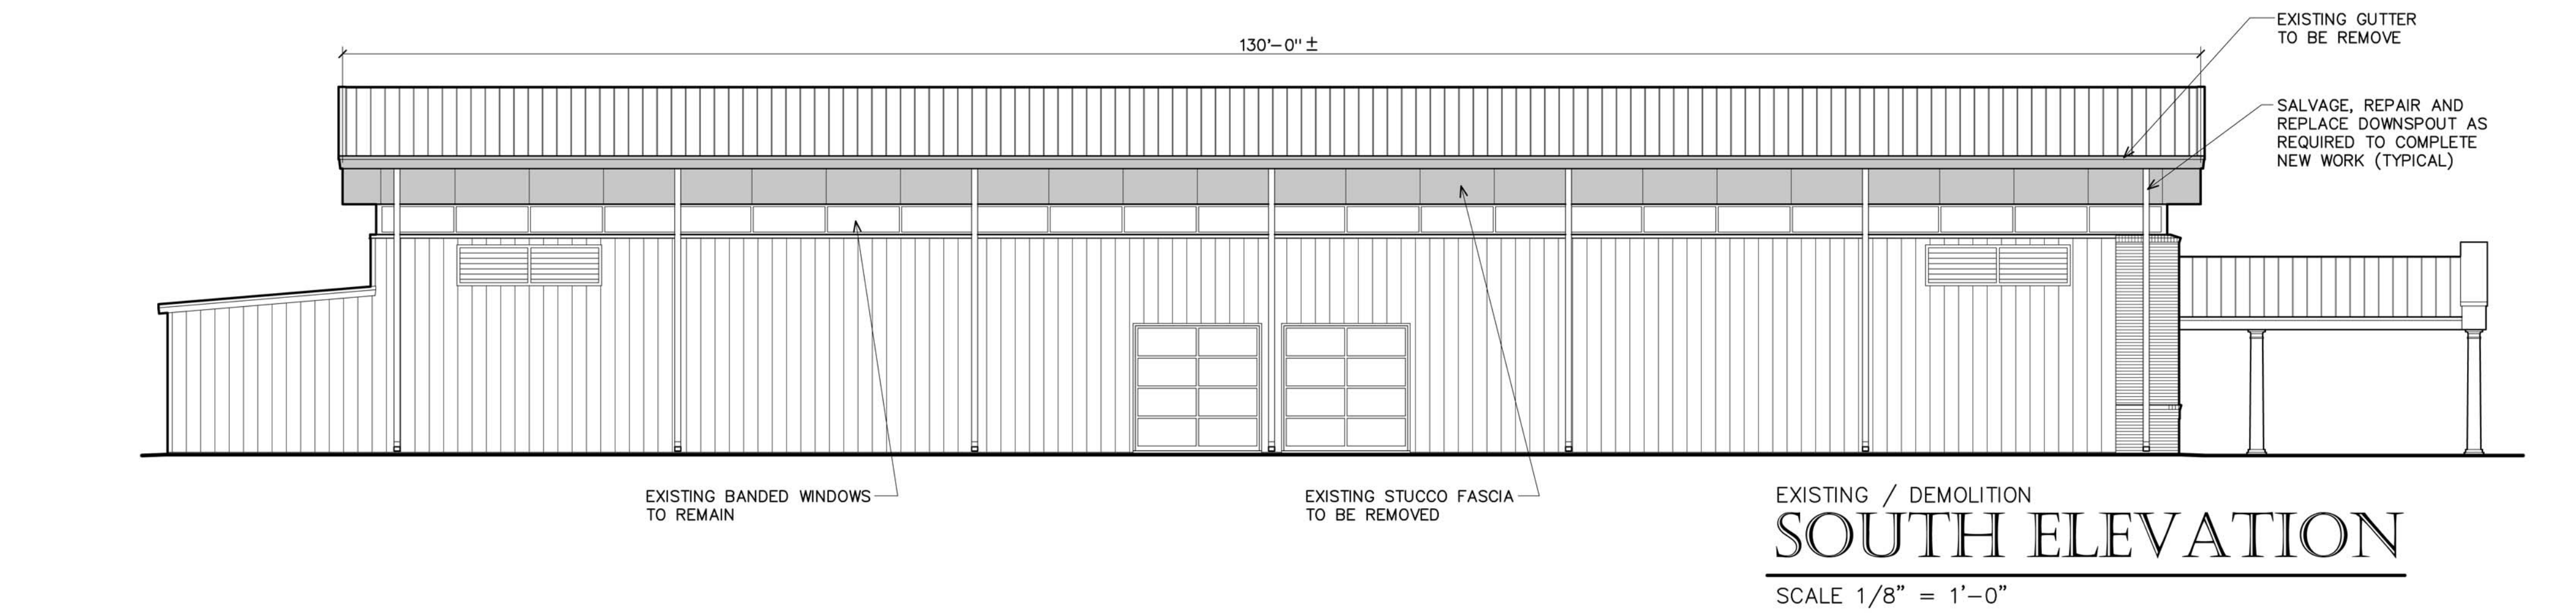 130'-0"±
EXISTING GUTTER
TO BE REMOVE
SALVAGE, REPAIR AND
REPLACE DOWNSPOUT AS
REQUIRED TO COMPLETE
NEW WORK (TYPICAL)
EXISTING BANDED WINDOWS
TO REMAIN
EXISTING STUCCO FASCIA
TO BE REMOVED
EXISTING / DEMOLITION
SOUTH ELEVATION
SCALE 1/8" = 1'-0"